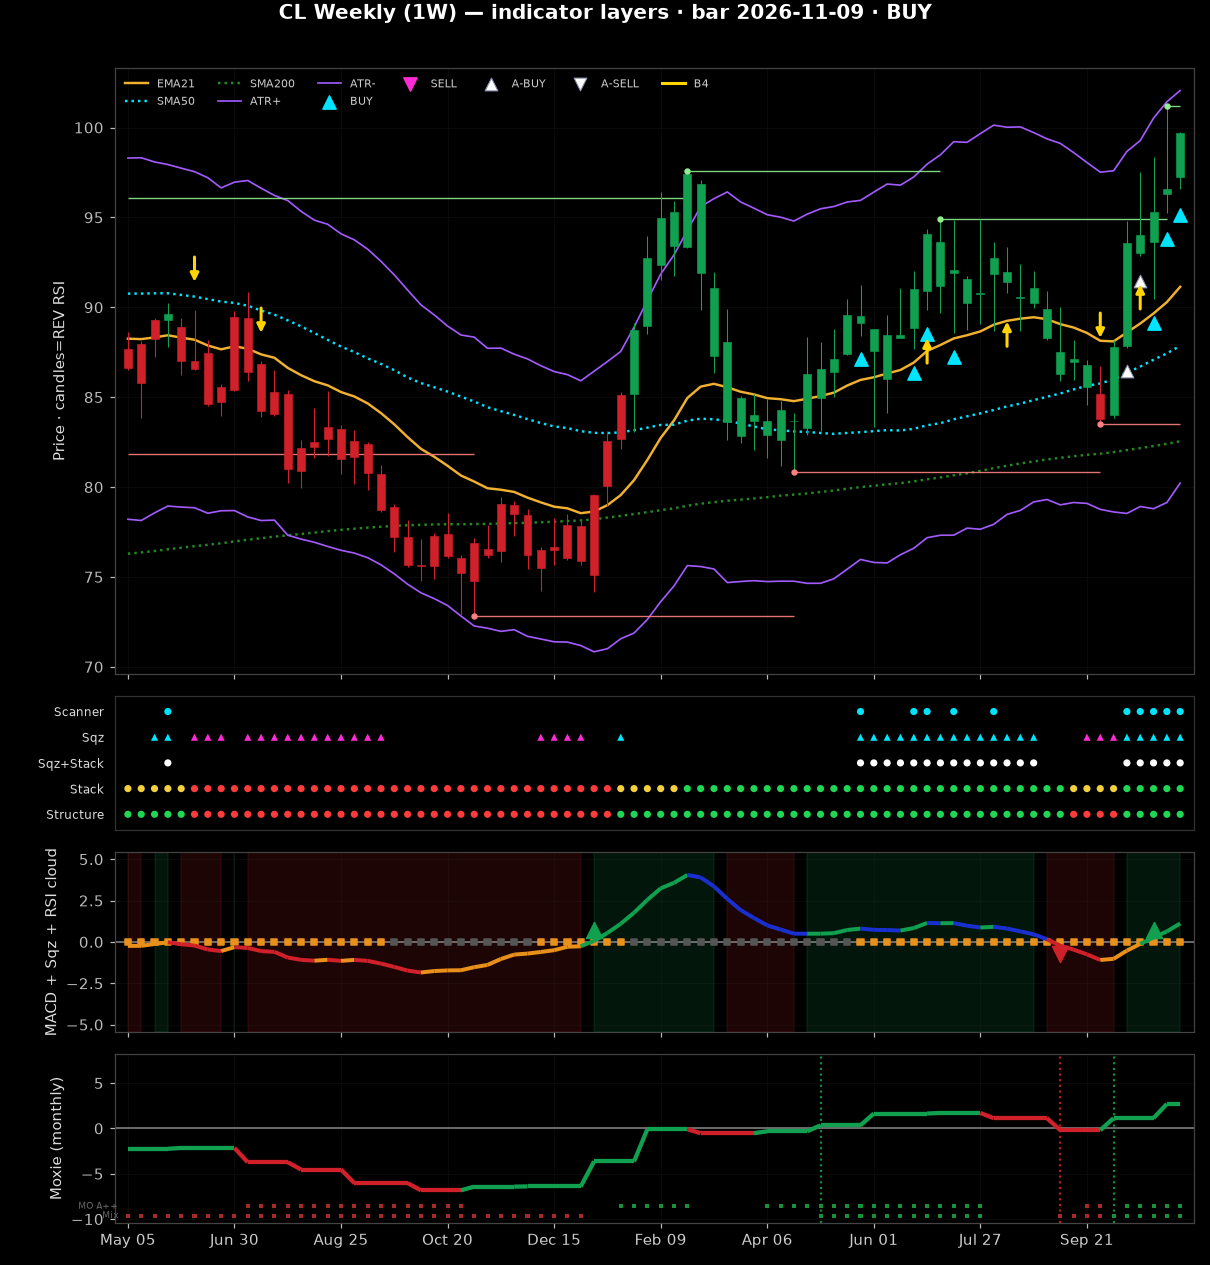 CL Weekly (1W) — indicator layers · bar 2026-11-09 · BUY
EMA21 SMA200 ATR- SELL A-BUY A-SELL B4
SMA50 ATR+ BUY
Price · candles=REV RSI
100
95
90
85
80
75
70
Scanner
Sqz
Sqz+Stack
Stack
Structure
MACD + Sqz + RSI cloud
5.0
2.5
0.0
−2.5
−5.0
Moxie (monthly)
5
0
−5
−10
MO A++
Mix
May 05 Jun 30 Aug 25 Oct 20 Dec 15 Feb 09 Apr 06 Jun 01 Jul 27 Sep 21